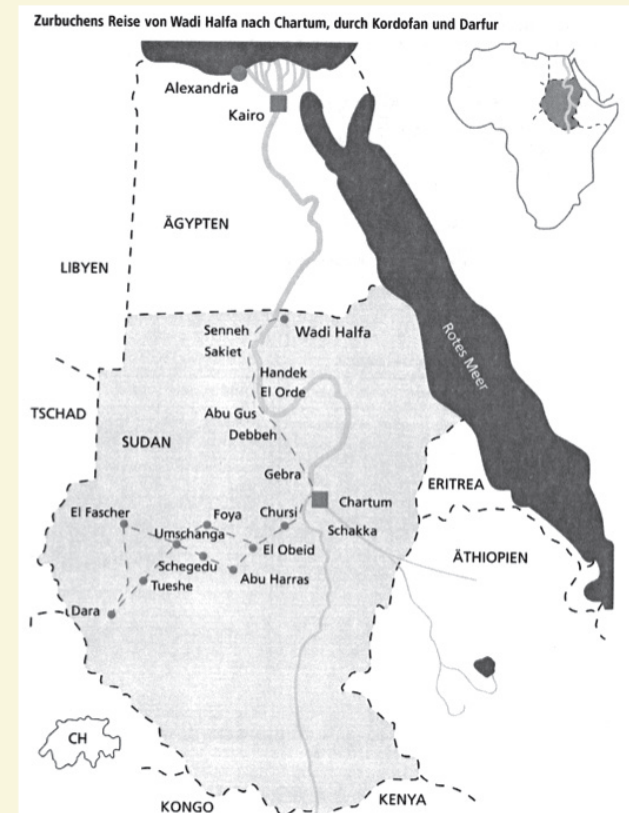 Zurbuchens Reise von Wadi Halfa nach Chartum, durch Kordofan und Darfur
Alexandria
Kairo
ÄGYPTEN
LIBYEN
Senneh
Wadi Halfa
Sakiet
Rotes Meer
Handek
El Orde
TSCHAD
Abu Gus
SUDAN
Debbeh
Gebra
ERITREA
Chartum
El Fascher
Foya
Chursi
Schakka
Umschanga
El Obeid
ÄTHIOPIEN
Schegedu
Abu Harras
Tueshe
Dara
CH
KONGO
KENYA